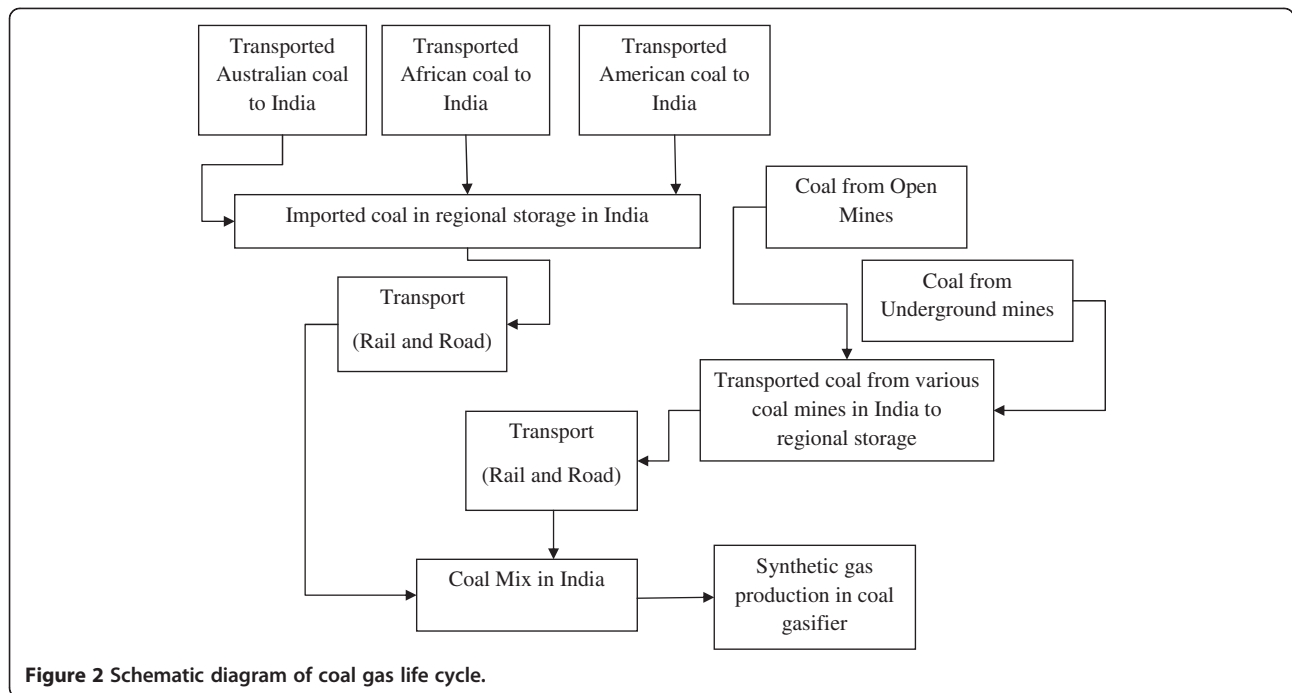 Transported
Australian coal
to India
Transported
African coal to
India
Transported
American coal to
India
Imported coal in regional storage in India
Coal from Open
Mines
Coal from
Underground mines
Transport
(Rail and Road)
Transported coal from various
coal mines in India to
regional storage
Transport
(Rail and Road)
Coal Mix in India
Synthetic gas
production in coal
gasifier
Figure 2 Schematic diagram of coal gas life cycle.